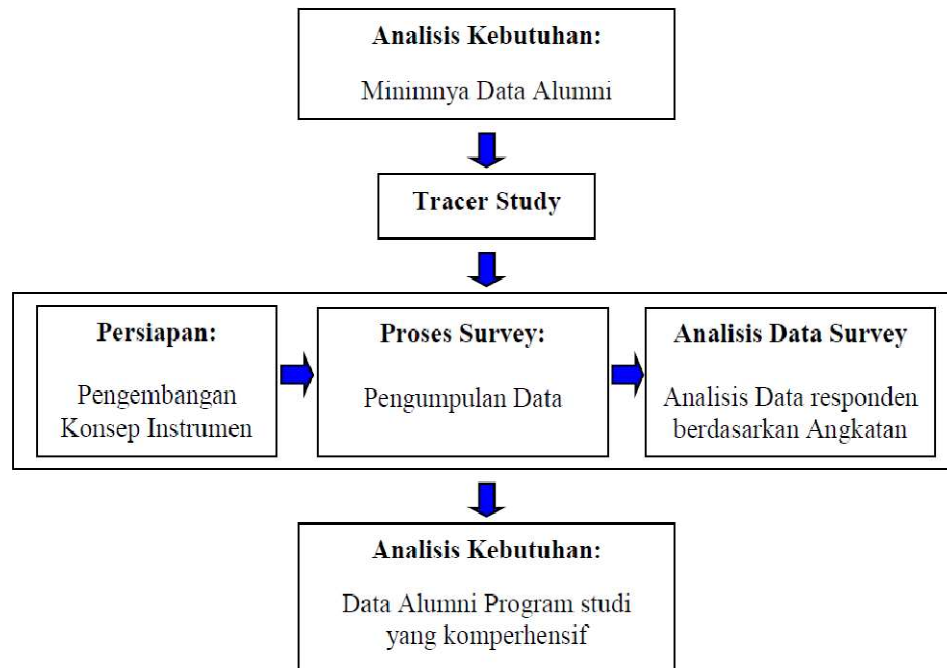 Analisis Kebutuhan:
Minimnya Data Alumni
Tracer Study
Persiapan:
Pengembangan
Konsep Instrumen
Proses Survey:
Pengumpulan Data
Analisis Data Survey
Analisis Data responden
berdasarkan Angkatan
Analisis Kebutuhan:
Data Alumni Program studi
yang komperhensif